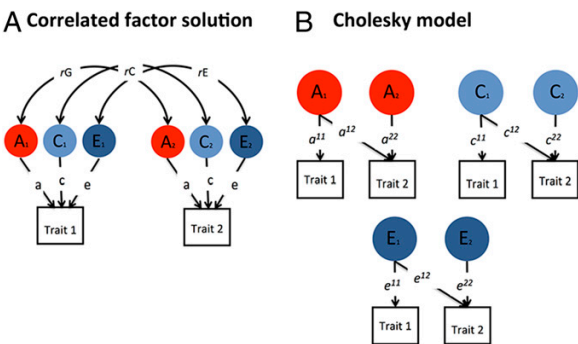 A Correlated factor solution
rG rC rE
A₁ C₁ E₁ A₂ C₂ E₂
a c e a c e
Trait 1 Trait 2
B Cholesky model
A₁ A₂ C₁ C₂
a¹¹ a¹² a²² c¹¹ c¹² c²²
Trait 1 Trait 2 Trait 1 Trait 2
E₁ E₂
e¹¹ e¹² e²²
Trait 1 Trait 2